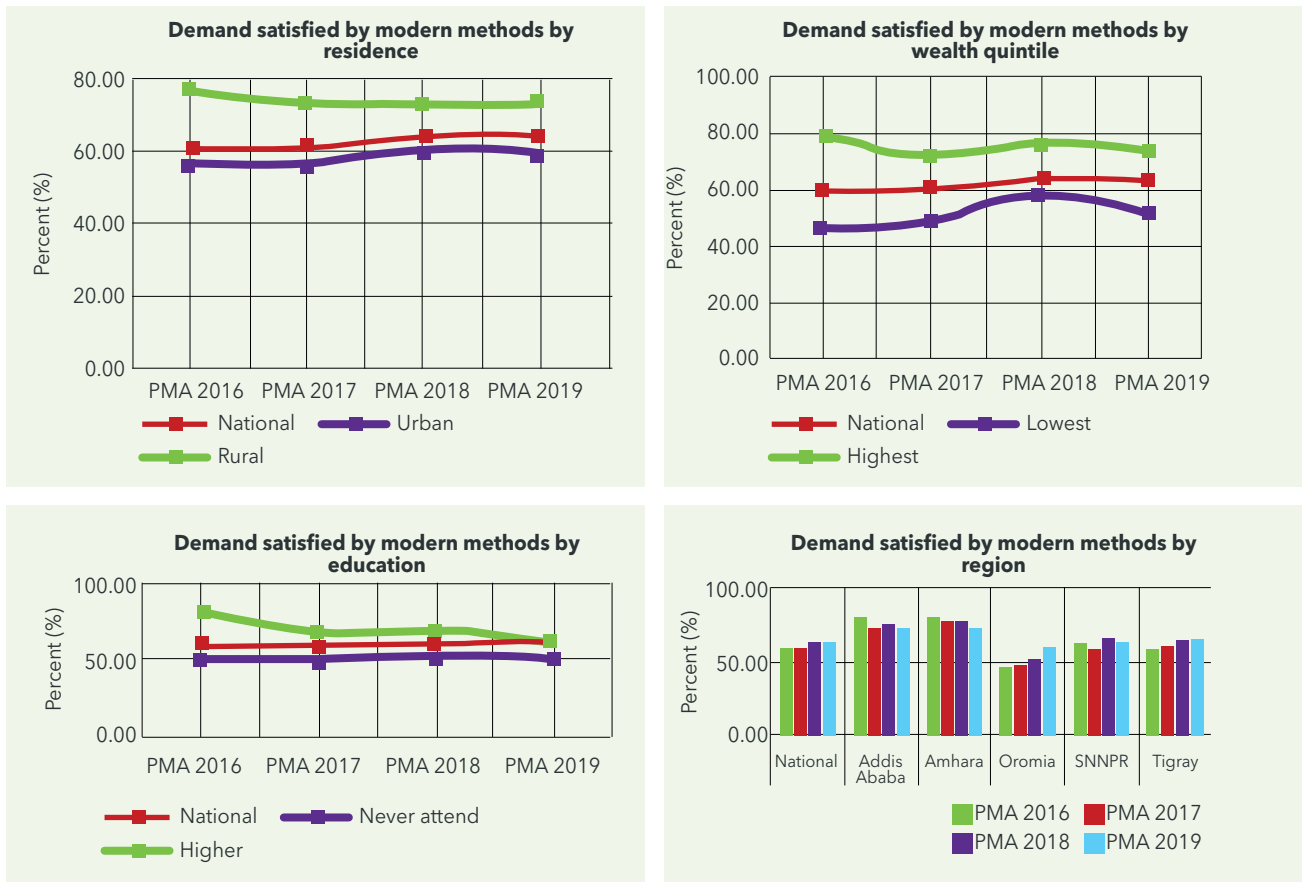 Demand satisfied by modern methods by
residence
80.00
60.00
40.00
20.00
0.00
Percent (%)
PMA 2016 PMA 2017 PMA 2018 PMA 2019
National Urban
Rural
Demand satisfied by modern methods by
wealth quintile
100.00
80.00
60.00
40.00
20.00
0.00
Percent (%)
PMA 2016 PMA 2017 PMA 2018 PMA 2019
National Lowest
Highest
Demand satisfied by modern methods by
education
100.00
50.00
0.00
Percent (%)
PMA 2016 PMA 2017 PMA 2018 PMA 2019
National Never attend
Higher
Demand satisfied by modern methods by
region
100.00
50.00
0.00
Percent (%)
National Addis Amhara Oromia SNNPR Tigray
Ababa
PMA 2016 PMA 2017
PMA 2018 PMA 2019